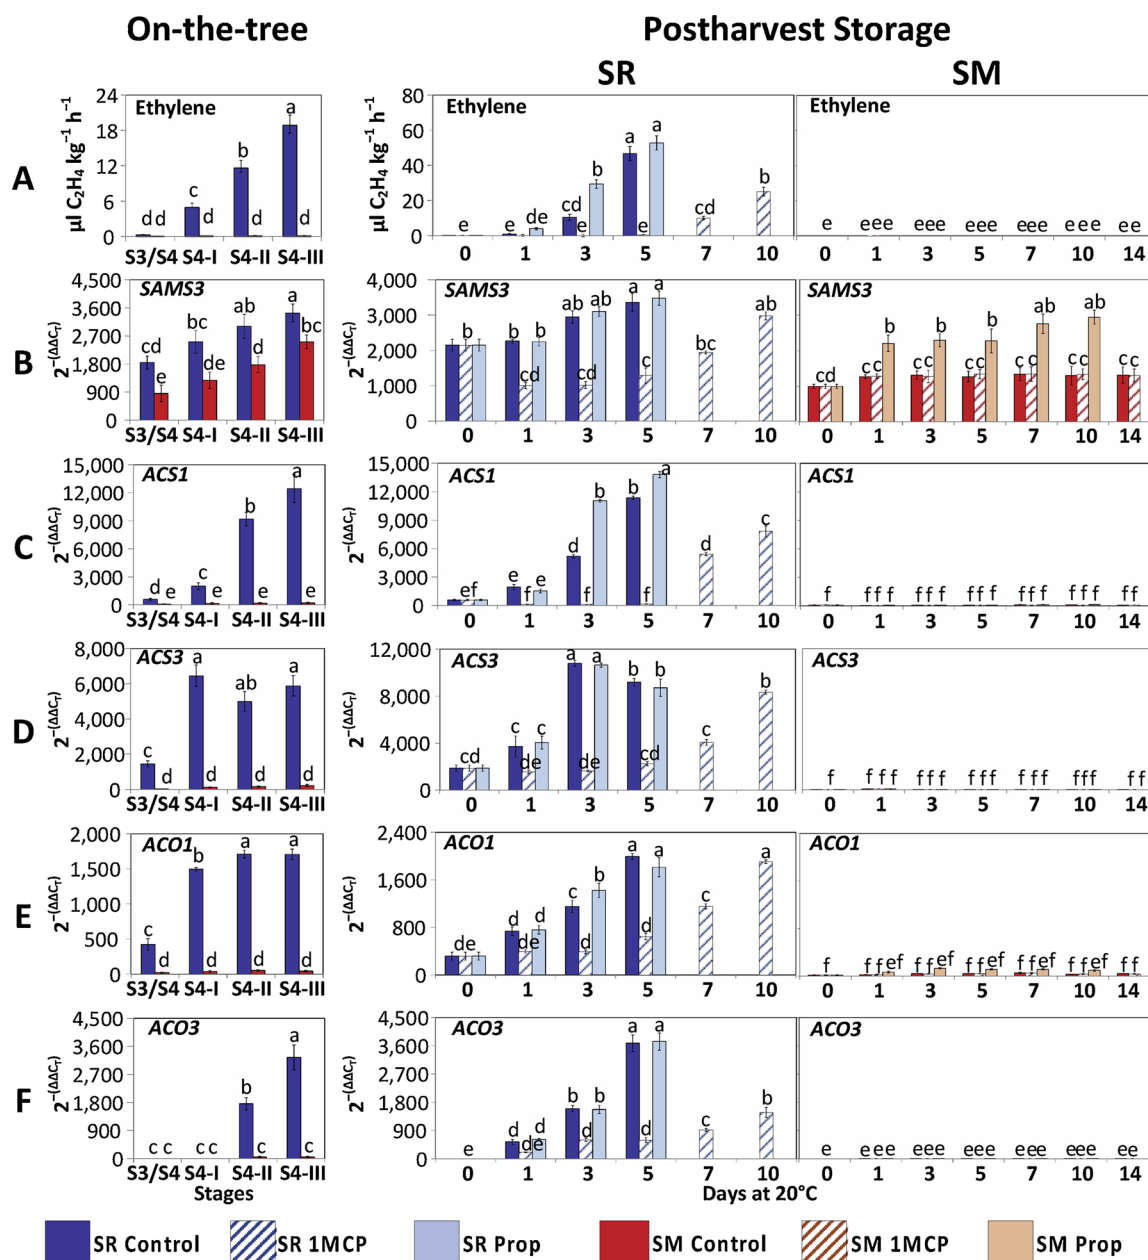 On-the-tree Postharvest Storage
SR SM
A
µl C₂H₄ kg⁻¹ h⁻¹
24
18
12
6
0
Ethylene
d d c d b d a d
S3/S4 S4-I S4-II S4-III
µl C₂H₄ kg⁻¹ h⁻¹
80
60
40
20
0
Ethylene
e e de cd e b a e a cd b
0 1 3 5 7 10
Ethylene
e eee eee eee eee eee ee
0 1 3 5 7 10 14
B
2⁻(ΔΔCT)
4,500
3,600
2,700
1,800
900
0
SAMS3
cd e bc de ab d a bc
S3/S4 S4-I S4-II S4-III
2⁻(ΔΔCT)
4,000
3,000
2,000
1,000
0
SAMS3
b b cd b ab cd ab a c a bc ab
0 1 3 5 7 10
SAMS3
cd c c b c c b c c b c c ab c c ab c c
0 1 3 5 7 10 14
C
2⁻(ΔΔCT)
15,000
12,000
9,000
6,000
3,000
0
ACS1
d e c e b e a e
S3/S4 S4-I S4-II S4-III
2⁻(ΔΔCT)
15,000
12,000
9,000
6,000
3,000
0
ACS1
ef e f e d f b b f a d c
0 1 3 5 7 10
ACS1
f f f f f f f f f f f f f f f f f f
0 1 3 5 7 10 14
D
2⁻(ΔΔCT)
8,000
6,000
4,000
2,000
0
ACS3
c d a d ab d a d
S3/S4 S4-I S4-II S4-III
2⁻(ΔΔCT)
12,000
8,000
4,000
0
ACS3
cd c de c a de a b cd b c b
0 1 3 5 7 10
ACS3
f f f f f f f f f f f f f f f f f f
0 1 3 5 7 10 14
E
2⁻(ΔΔCT)
2,000
1,500
1,000
500
0
ACO1
c d b d a d a d
S3/S4 S4-I S4-II S4-III
2⁻(ΔΔCT)
2,400
1,600
800
0
ACO1
de d de d c d b a d a c a
0 1 3 5 7 10
ACO1
f f f ef f f ef f f ef f f ef f f ef f f
0 1 3 5 7 10 14
F
2⁻(ΔΔCT)
4,500
3,600
2,700
1,800
900
0
ACO3
c c c c b c a c
S3/S4 S4-I S4-II S4-III
Stages
2⁻(ΔΔCT)
4,500
3,600
2,700
1,800
900
0
ACO3
e d de d b d b a d a c b
0 1 3 5 7 10
ACO3
e eee eee eee eee eee ee
0 1 3 5 7 10 14
Days at 20°C
SR Control SR 1MCP SR Prop SM Control SM 1MCP SM Prop